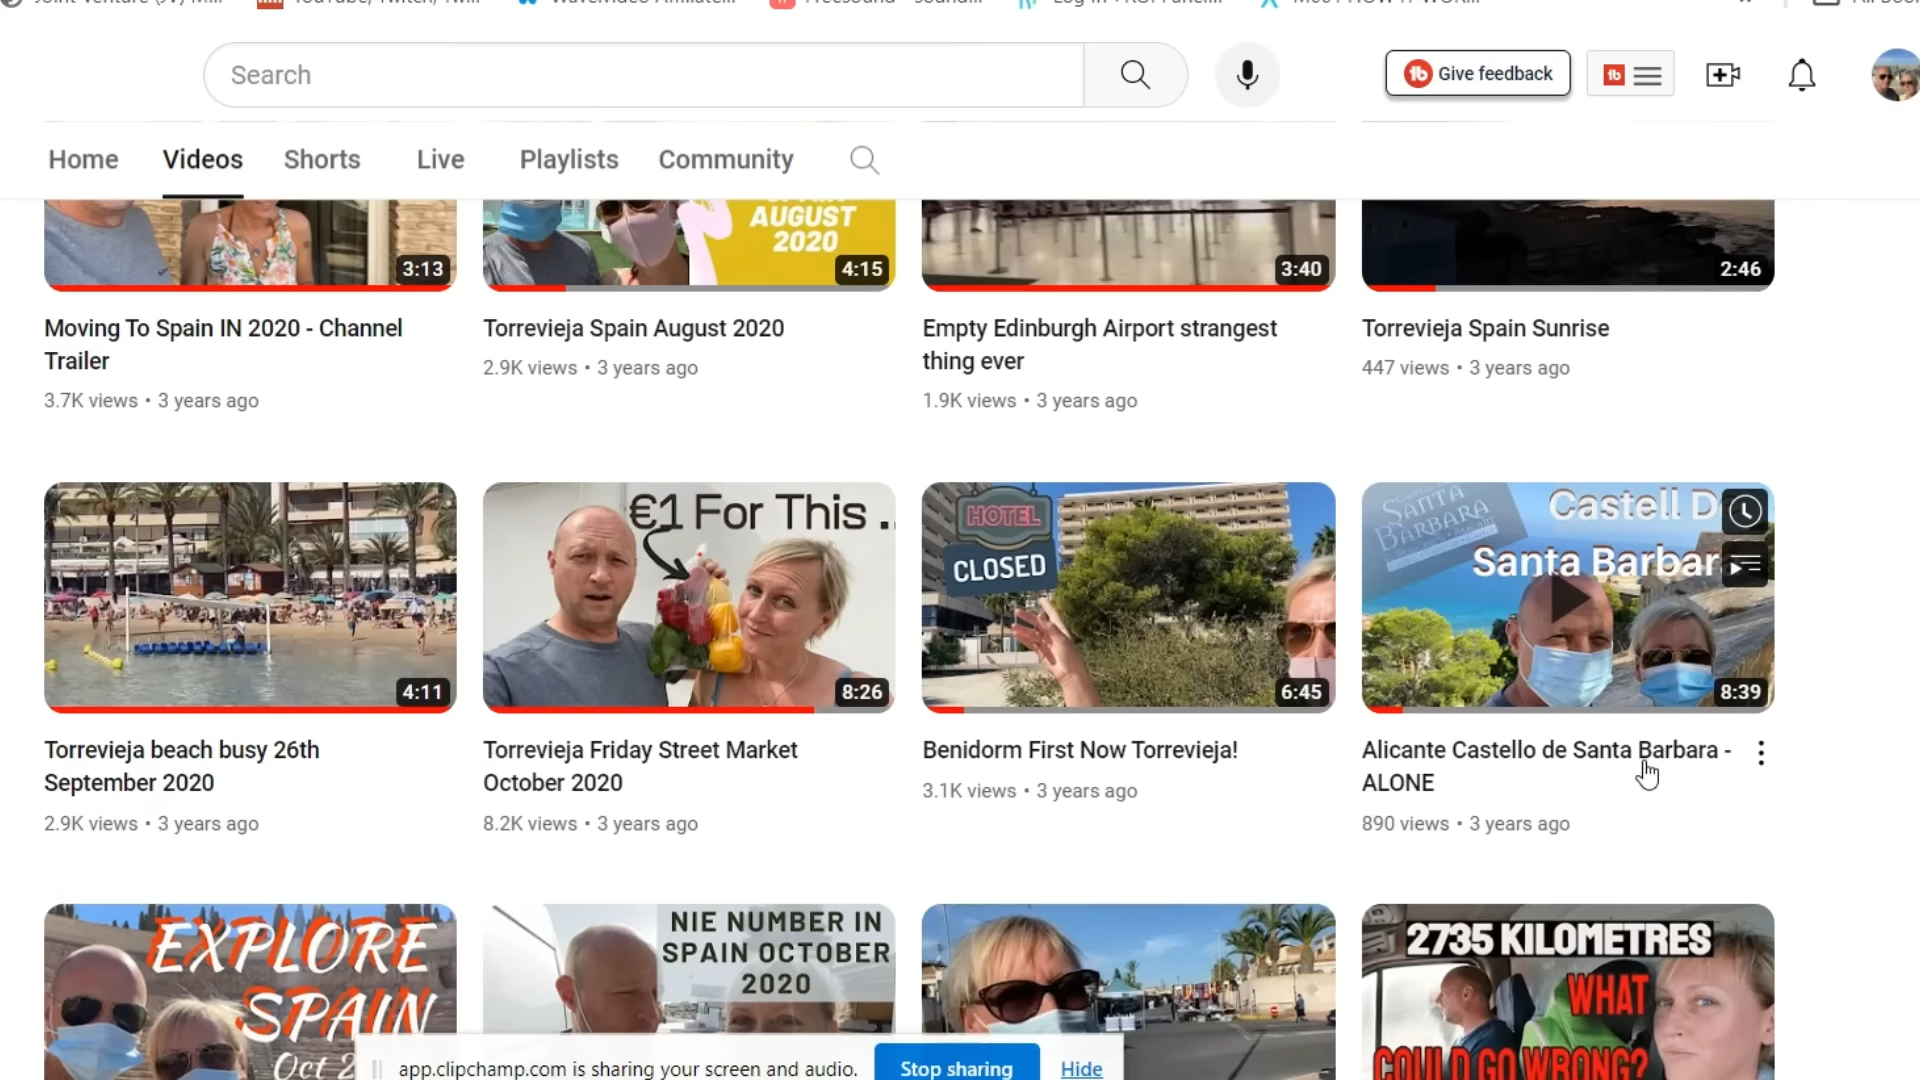 Search
Give feedback
Home
Videos
Shorts
Live
Playlists
Community
AUGUST
2020
3:13
4:15
3:40
2:46
Moving To Spain IN 2020 - Channel
Trailer
3.7K views • 3 years ago
Torrevieja Spain August 2020
2.9K views • 3 years ago
Empty Edinburgh Airport strangest
thing ever
1.9K views • 3 years ago
Torrevieja Spain Sunrise
447 views • 3 years ago
4:11
€1 For This ..
8:26
HOTEL
CLOSED
6:45
SANTA
BARBARA
Castell D
Santa Barbar
8:39
Torrevieja beach busy 26th
September 2020
2.9K views • 3 years ago
Torrevieja Friday Street Market
October 2020
8.2K views • 3 years ago
Benidorm First Now Torrevieja!
3.1K views • 3 years ago
Alicante Castello de Santa Barbara -
ALONE
890 views • 3 years ago
EXPLORE
SPAIN
Oct 2
NIE NUMBER IN
SPAIN OCTOBER
2020
2735 KILOMETRES
WHAT
COULD GO WRONG?
app.clipchamp.com is sharing your screen and audio.
Stop sharing
Hide